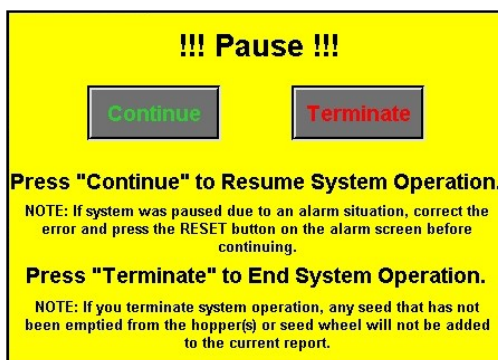 !!! Pause !!!
Continue Terminate
Press "Continue" to Resume System Operation.
NOTE: If system was paused due to an alarm situation, correct the
error and press the RESET button on the alarm screen before
continuing.
Press "Terminate" to End System Operation.
NOTE: If you terminate system operation, any seed that has not
been emptied from the hopper(s) or seed wheel will not be added
to the current report.